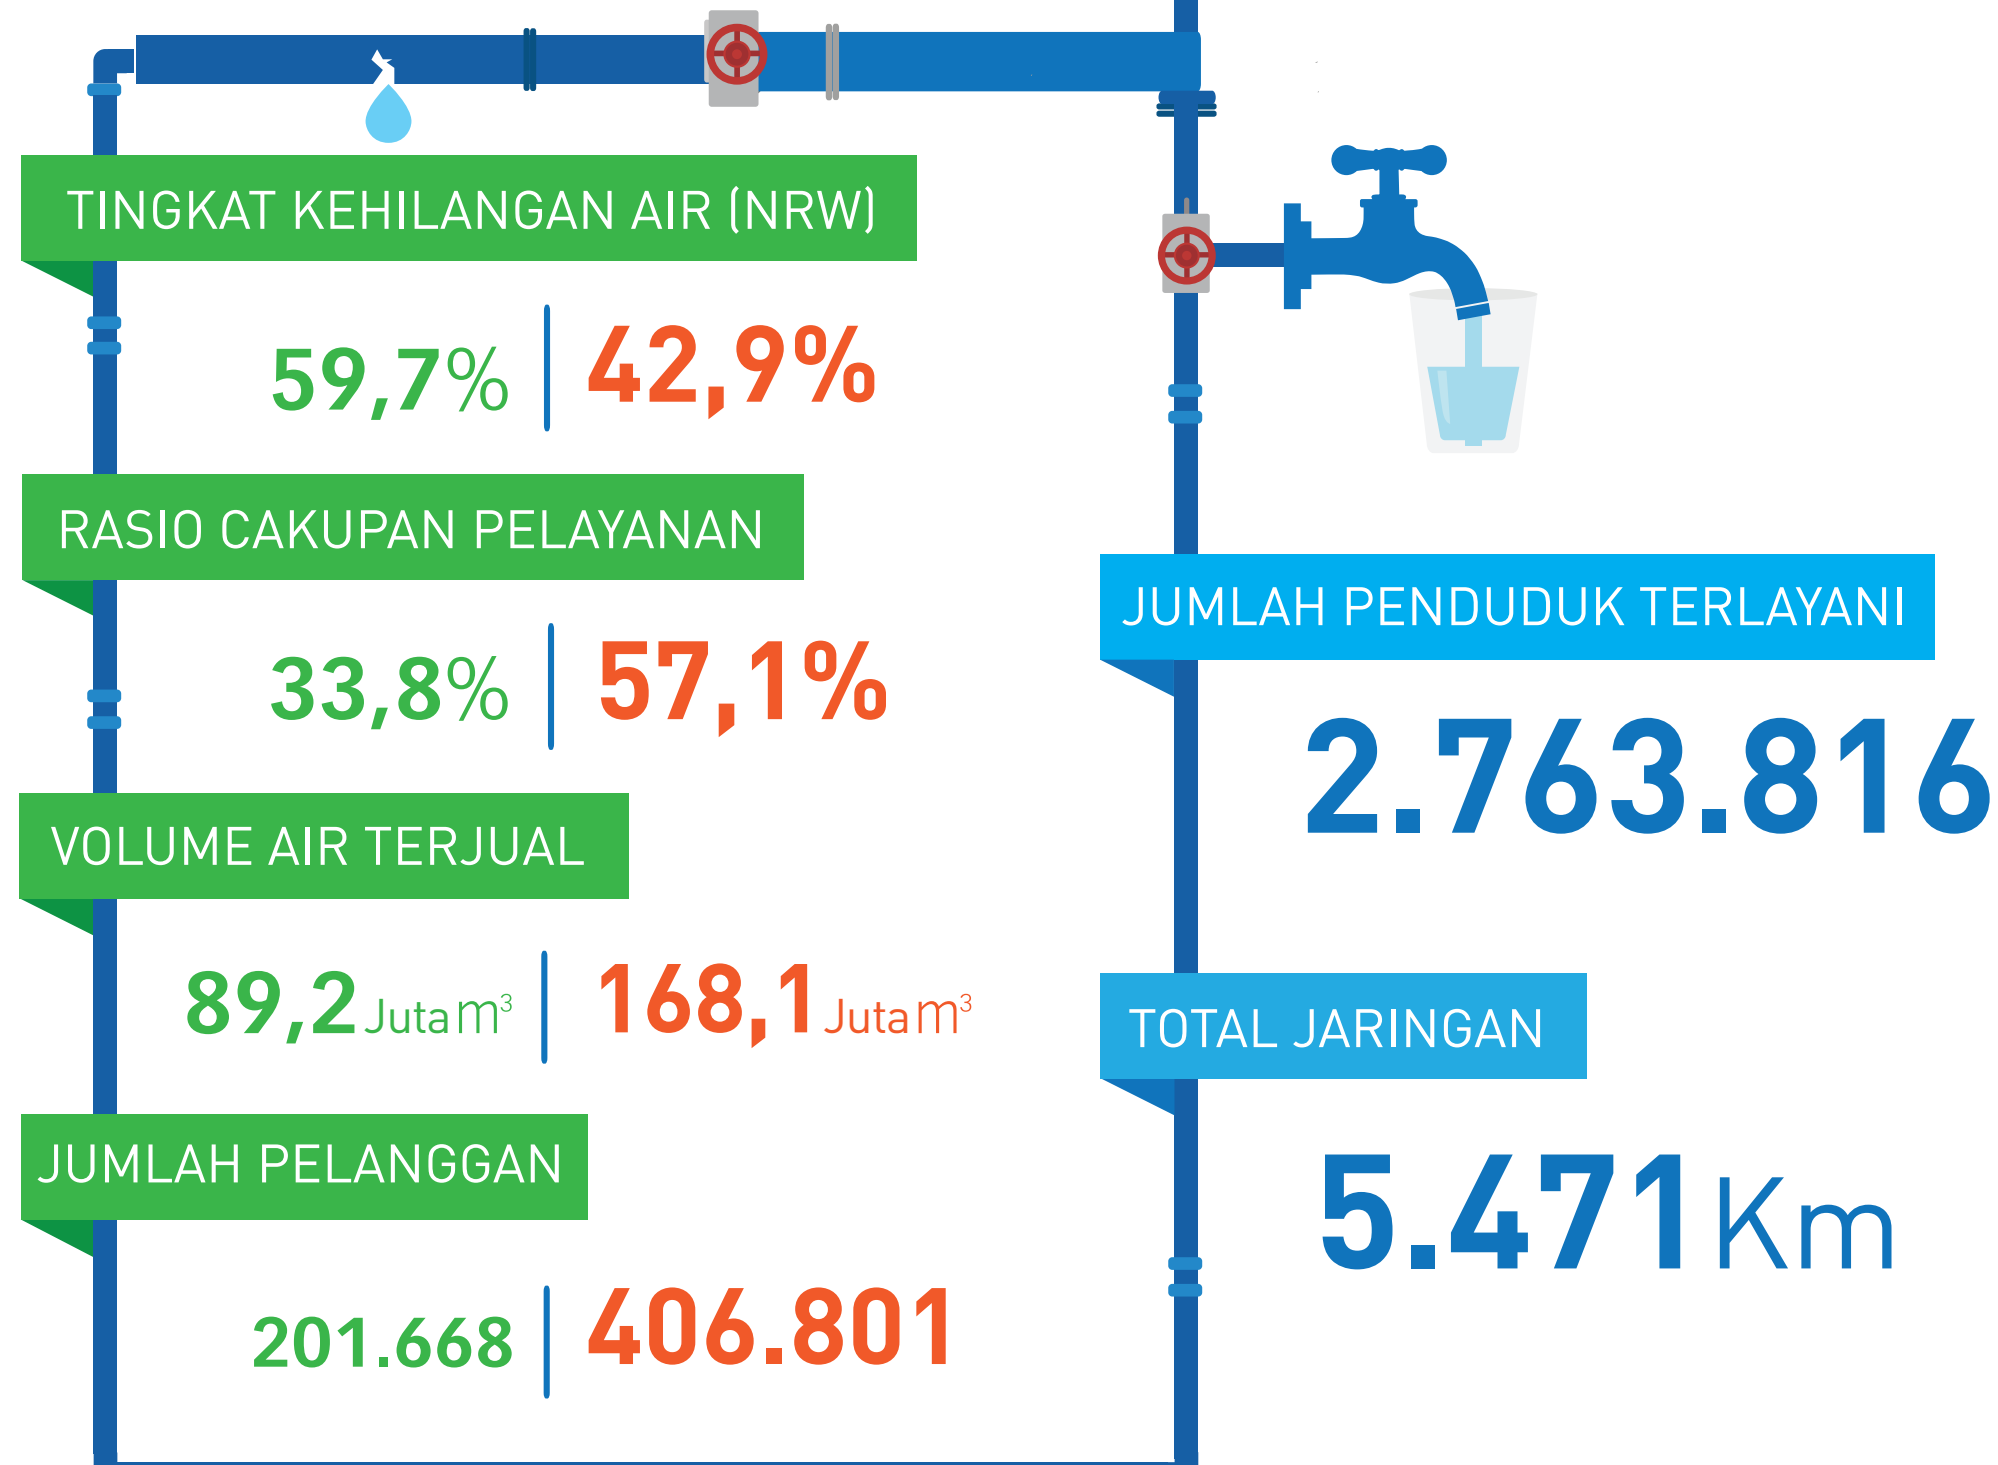 TINGKAT KEHILANGAN AIR (NRW)
59,7% 42,9%
RASIO CAKUPAN PELAYANAN
33,8% 57,1%
VOLUME AIR TERJUAL
89,2 Juta m³ 168,1 Juta m³
JUMLAH PELANGGAN
201.668 406.801
JUMLAH PENDUDUK TERLAYANI
2.763.816
TOTAL JARINGAN
5.471 Km